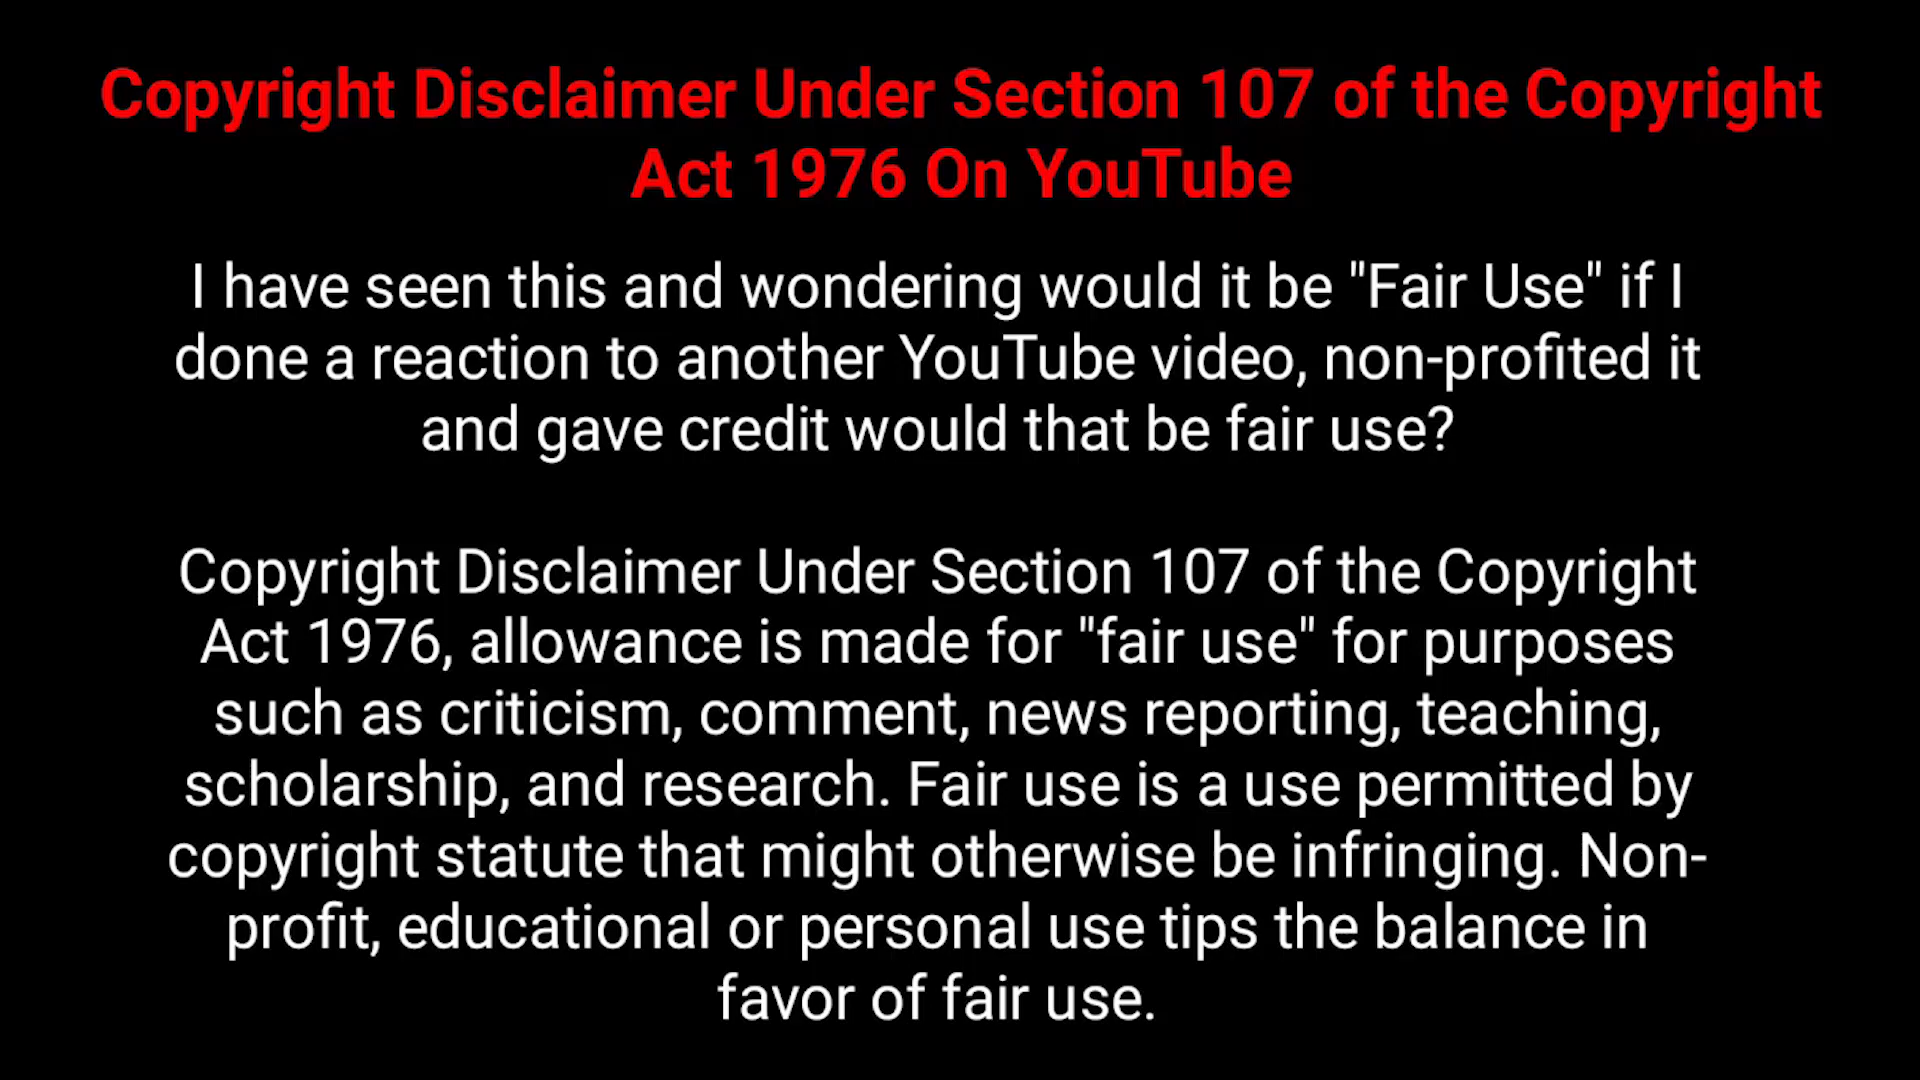 Copyright Disclaimer Under Section 107 of the Copyright
Act 1976 On YouTube
I have seen this and wondering would it be "Fair Use" if I
done a reaction to another YouTube video, non-profited it
and gave credit would that be fair use?
Copyright Disclaimer Under Section 107 of the Copyright
Act 1976, allowance is made for "fair use" for purposes
such as criticism, comment, news reporting, teaching,
scholarship, and research. Fair use is a use permitted by
copyright statute that might otherwise be infringing. Non-
profit, educational or personal use tips the balance in
favor of fair use.